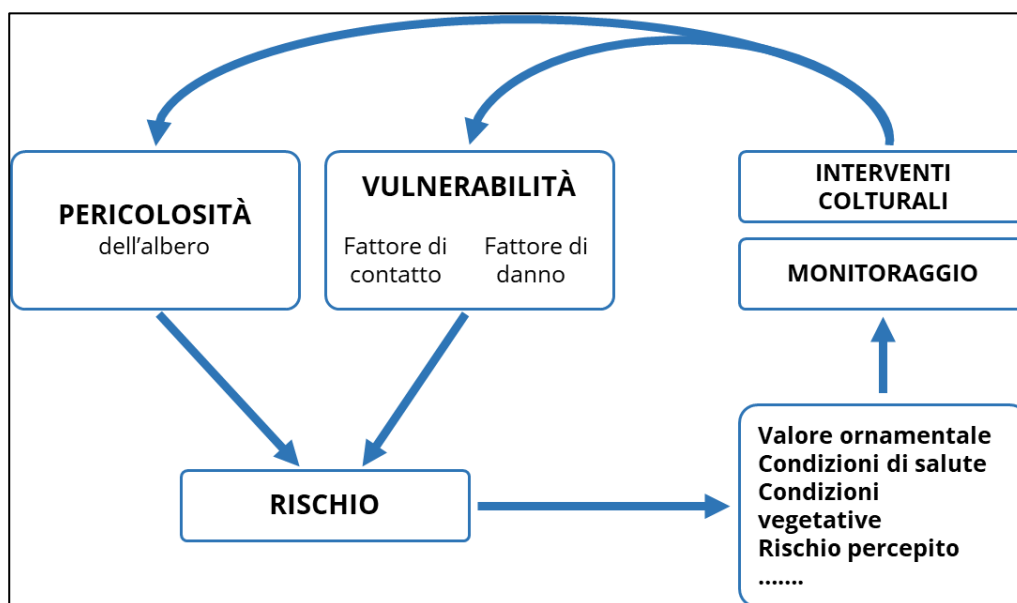 PERICOLOSITÀ
dell'albero
VULNERABILITÀ
Fattore di
contatto
Fattore di
danno
INTERVENTI
COLTURALI
MONITORAGGIO
RISCHIO
Valore ornamentale
Condizioni di salute
Condizioni
vegetative
Rischio percepito
…….